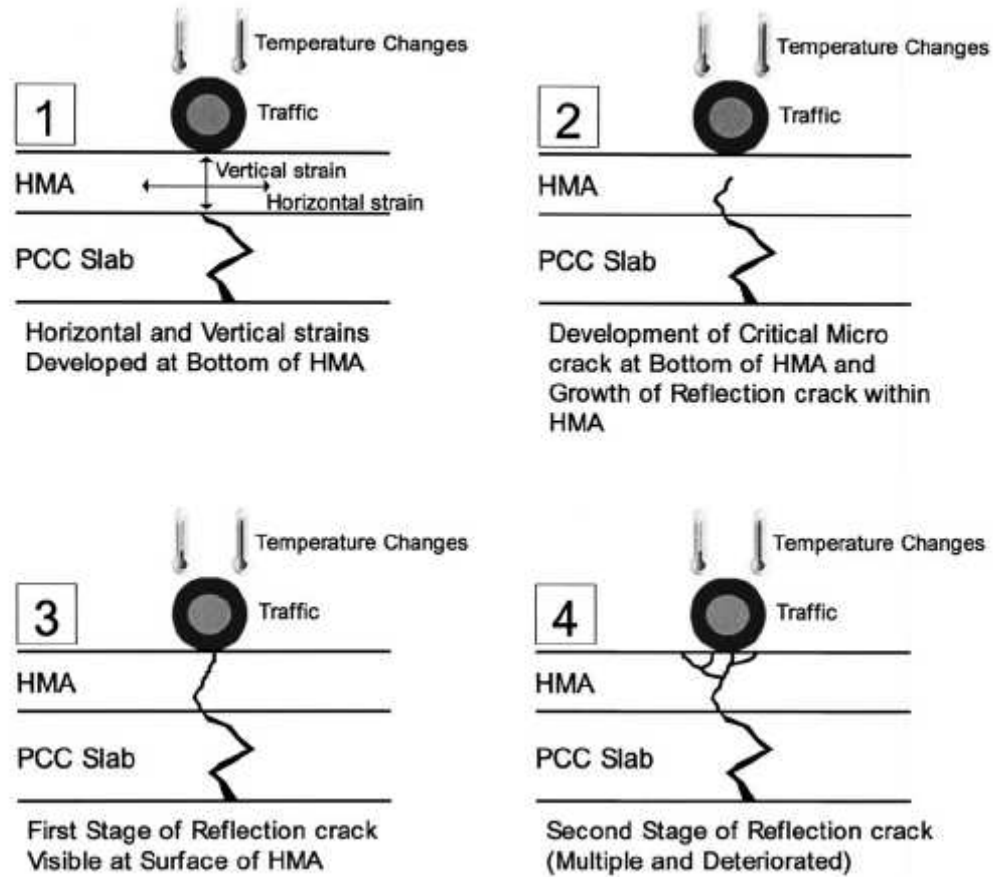 Temperature Changes
1
Traffic
HMA
Vertical strain
Horizontal strain
PCC Slab
Horizontal and Vertical strains
Developed at Bottom of HMA
Temperature Changes
2
Traffic
HMA
PCC Slab
Development of Critical Micro
crack at Bottom of HMA and
Growth of Reflection crack within
HMA
Temperature Changes
3
Traffic
HMA
PCC Slab
First Stage of Reflection crack
Visible at Surface of HMA
Temperature Changes
4
Traffic
HMA
PCC Slab
Second Stage of Reflection crack
(Multiple and Deteriorated)